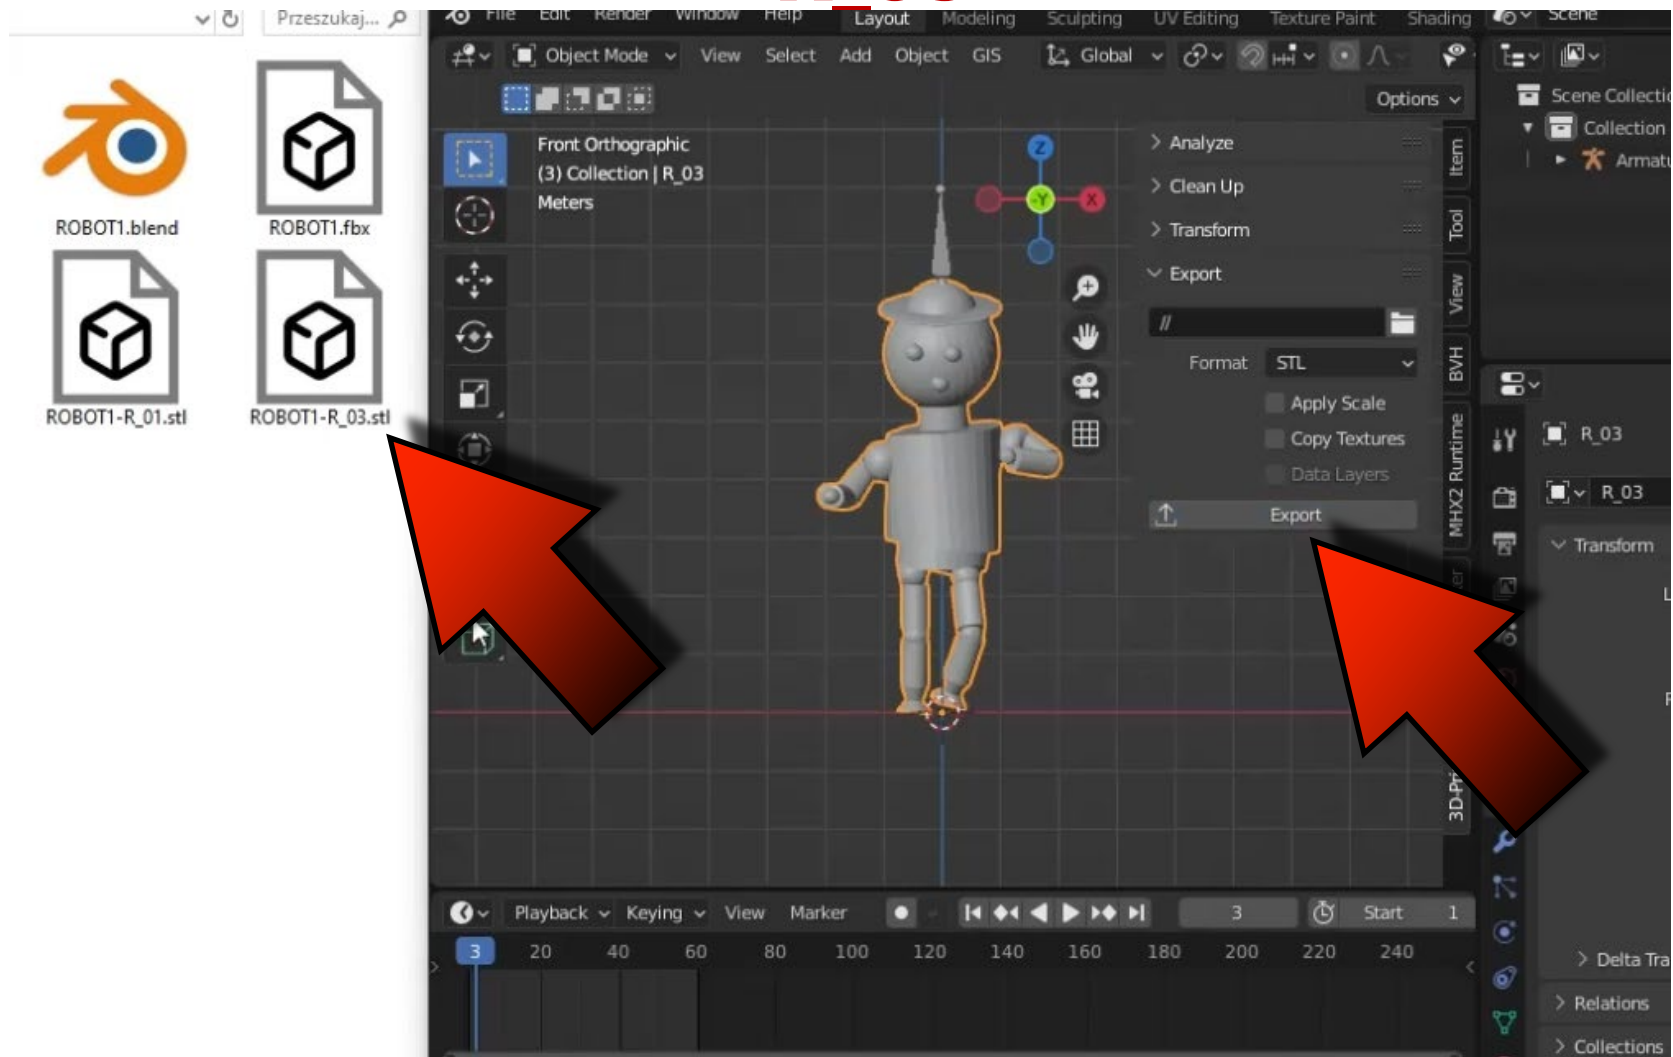 Przeszukaj...
ROBOT1.blend
ROBOT1.fbx
ROBOT1-R_01.stl
ROBOT1-R_03.stl
File Edit Render Window Help Layout Modeling Sculpting UV Editing Texture Paint Shading
Scene
Object Mode View Select Add Object GIS Global
Options
Front Orthographic
(3) Collection | R_03
Meters
Z
-Y
X
Analyze
Clean Up
Transform
Export
//
Format STL
Apply Scale
Copy Textures
Data Layers
Export
Item
Tool
View
BVH
MHX2 Runtime
Scene Collectio
Collection
Armatu
R_03
R_03
Transform
Delta Tra
Relations
Collections
Playback Keying View Marker 3 Start 1
3 20 40 60 80 100 120 140 160 180 200 220 240